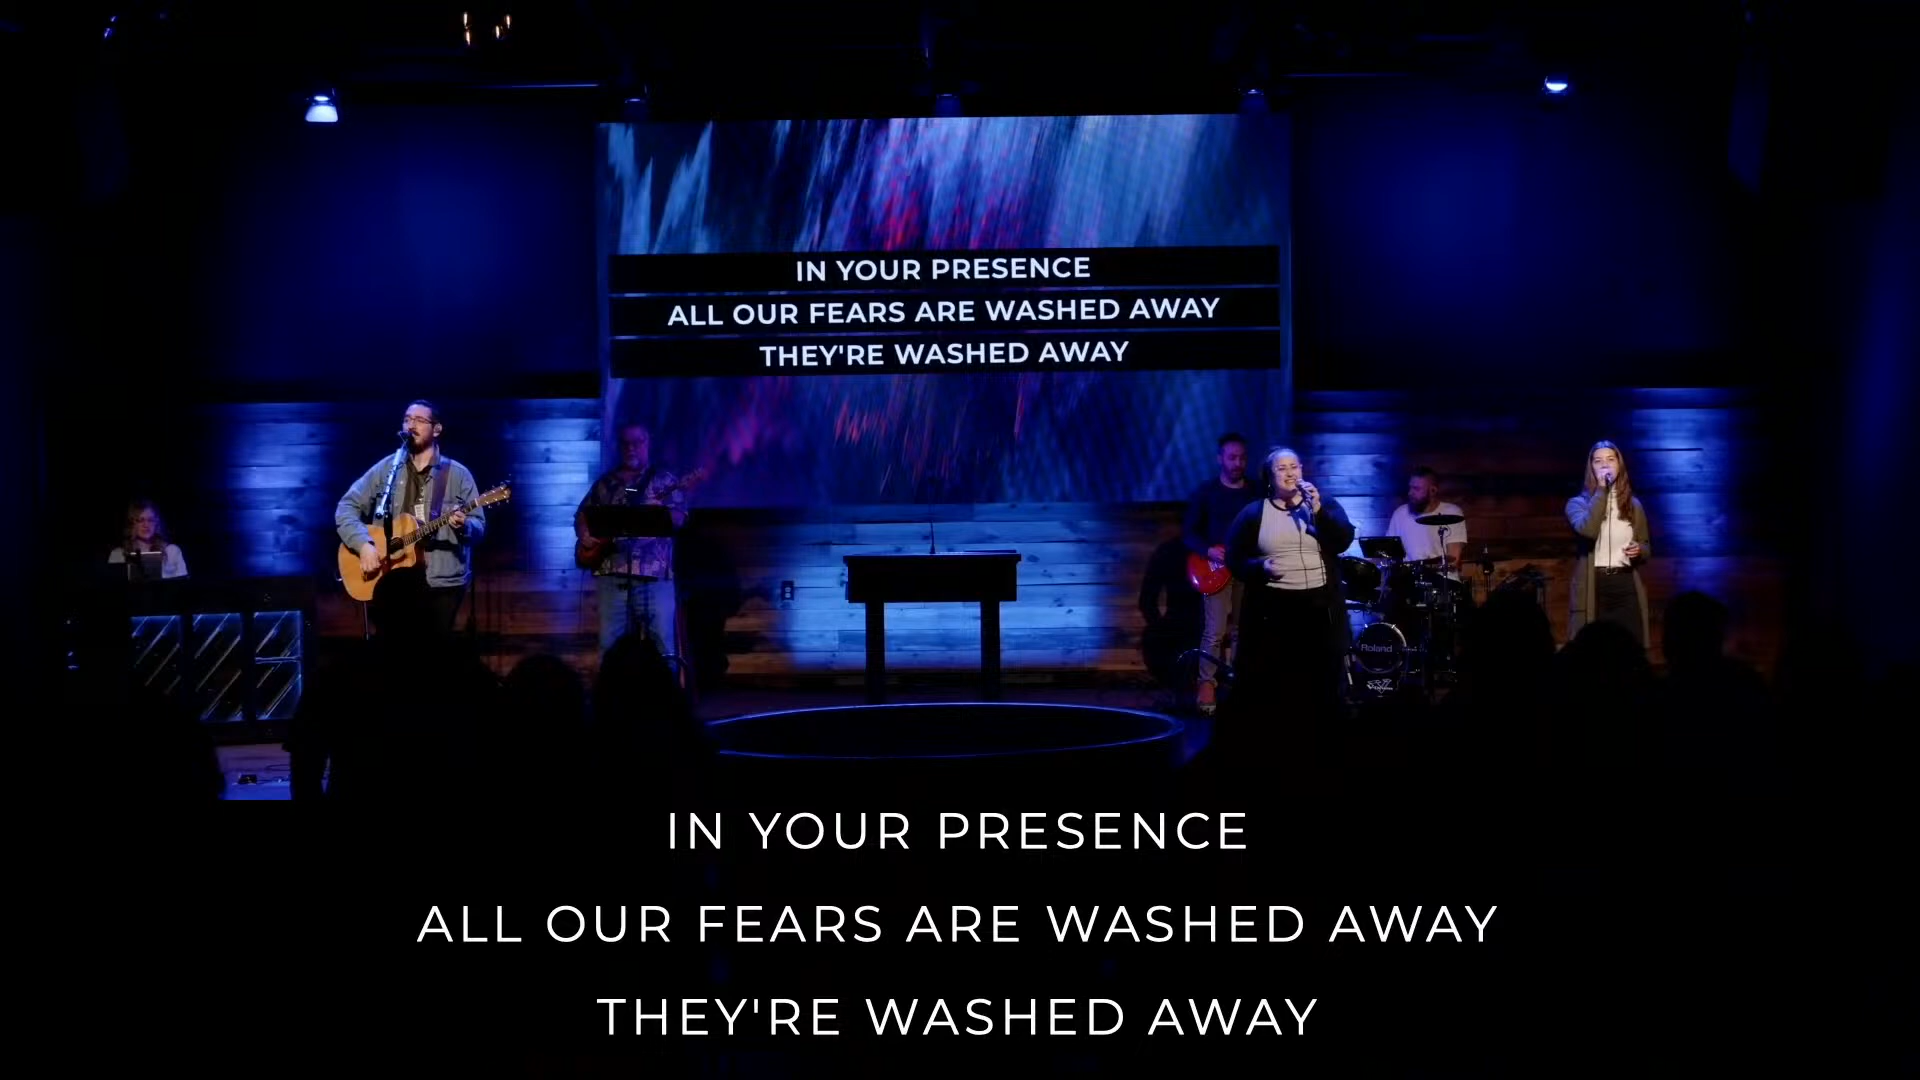 IN YOUR PRESENCE
ALL OUR FEARS ARE WASHED AWAY
THEY'RE WASHED AWAY
Roland
IN YOUR PRESENCE
ALL OUR FEARS ARE WASHED AWAY
THEY'RE WASHED AWAY